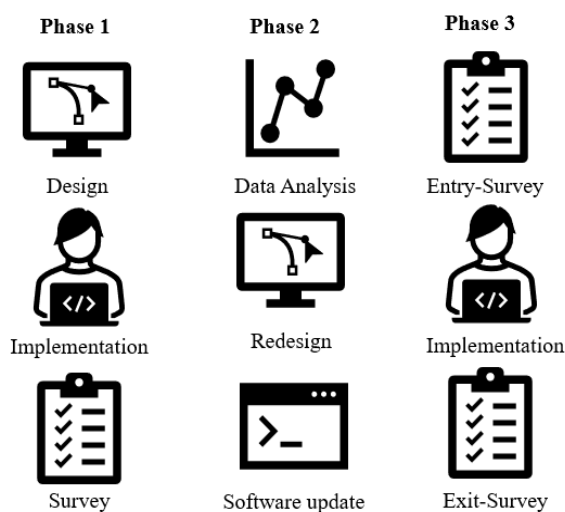 Phase 1
Phase 2
Phase 3
Design
Data Analysis
Entry-Survey
</>
Implementation
Redesign
</>
Implementation
Survey
>_
Software update
Exit-Survey